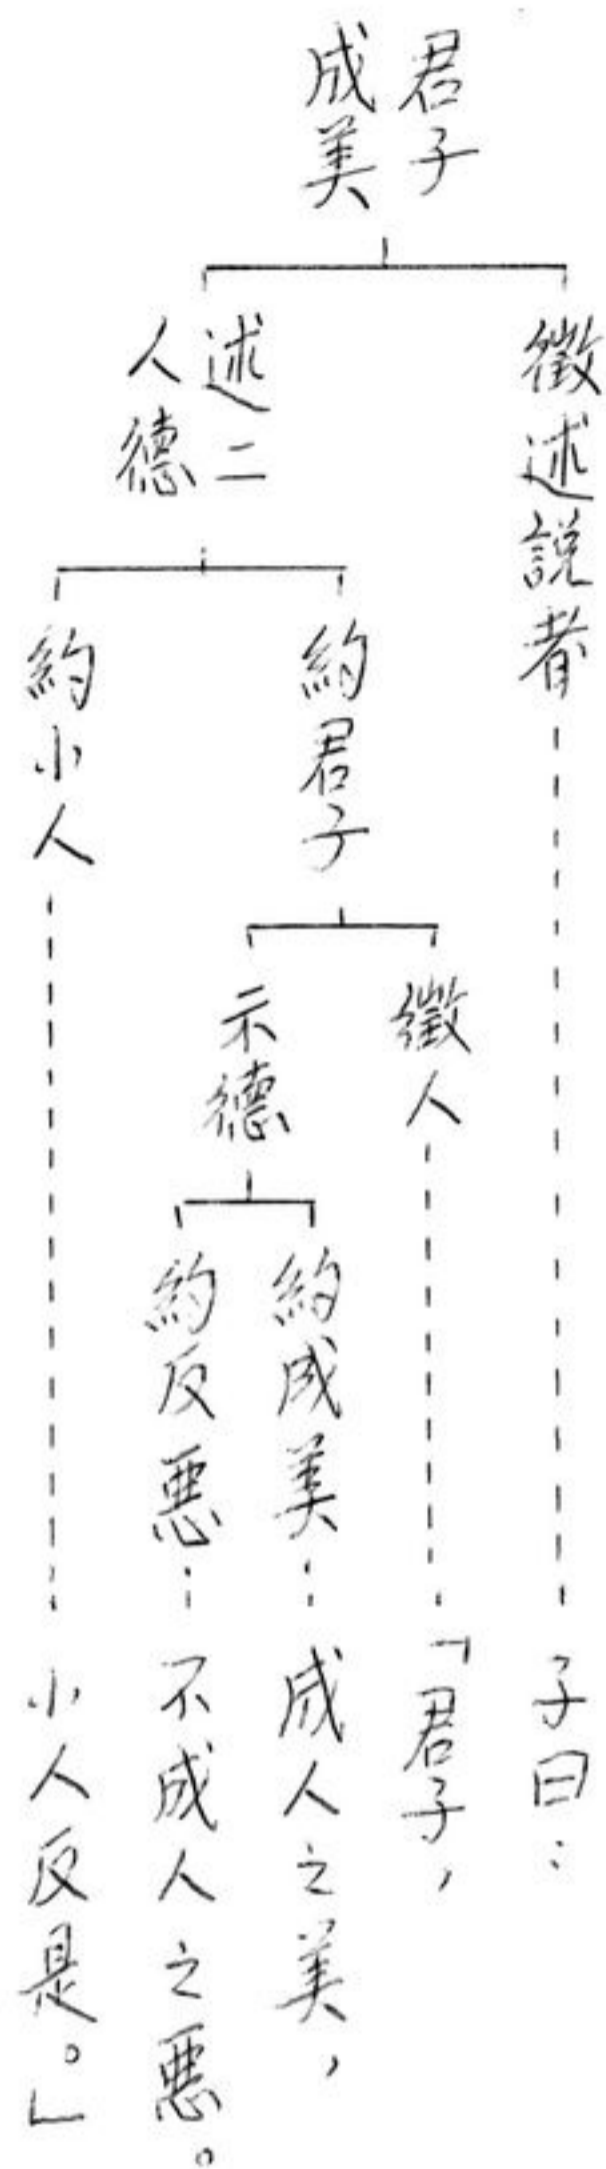 君子
成美
徵述說者
子曰：
述二
人德
約君子
徵人
「君子，
示德
約成美
成人之美，
約反惡
不成人之惡。
約小人
小人反是。」